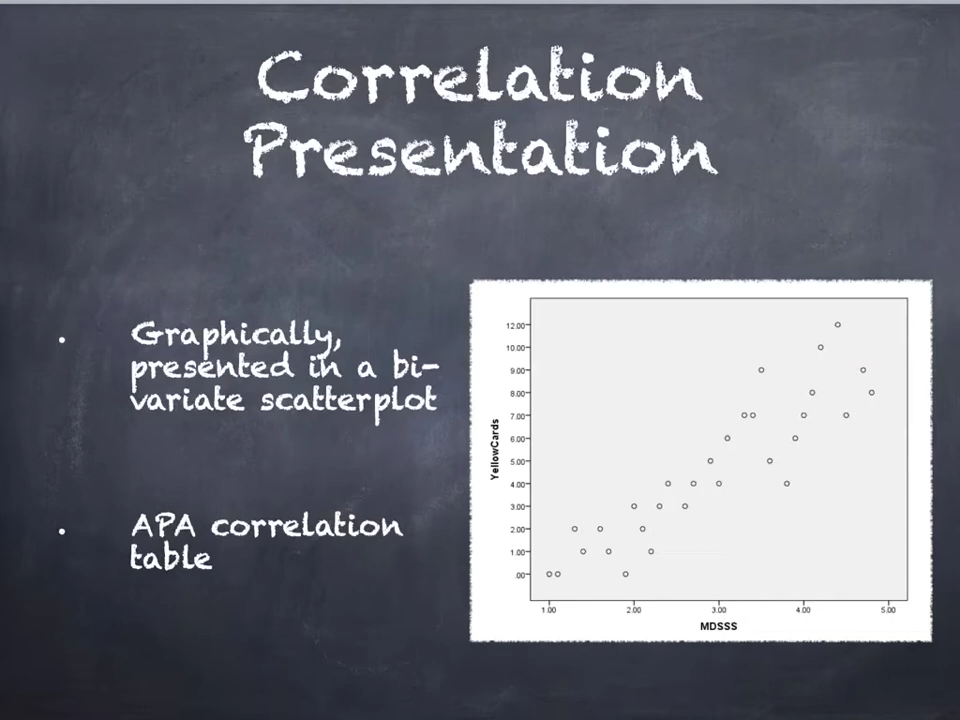 Correlation
Presentation
. Graphically,
presented in a bi-
variate scatterplot
. APA correlation
table
12.00
10.00
9.00
8.00
7.00
6.00
5.00
4.00
3.00
2.00
1.00
.00
YellowCards
1.00 2.00 3.00 4.00 5.00
MDSSS